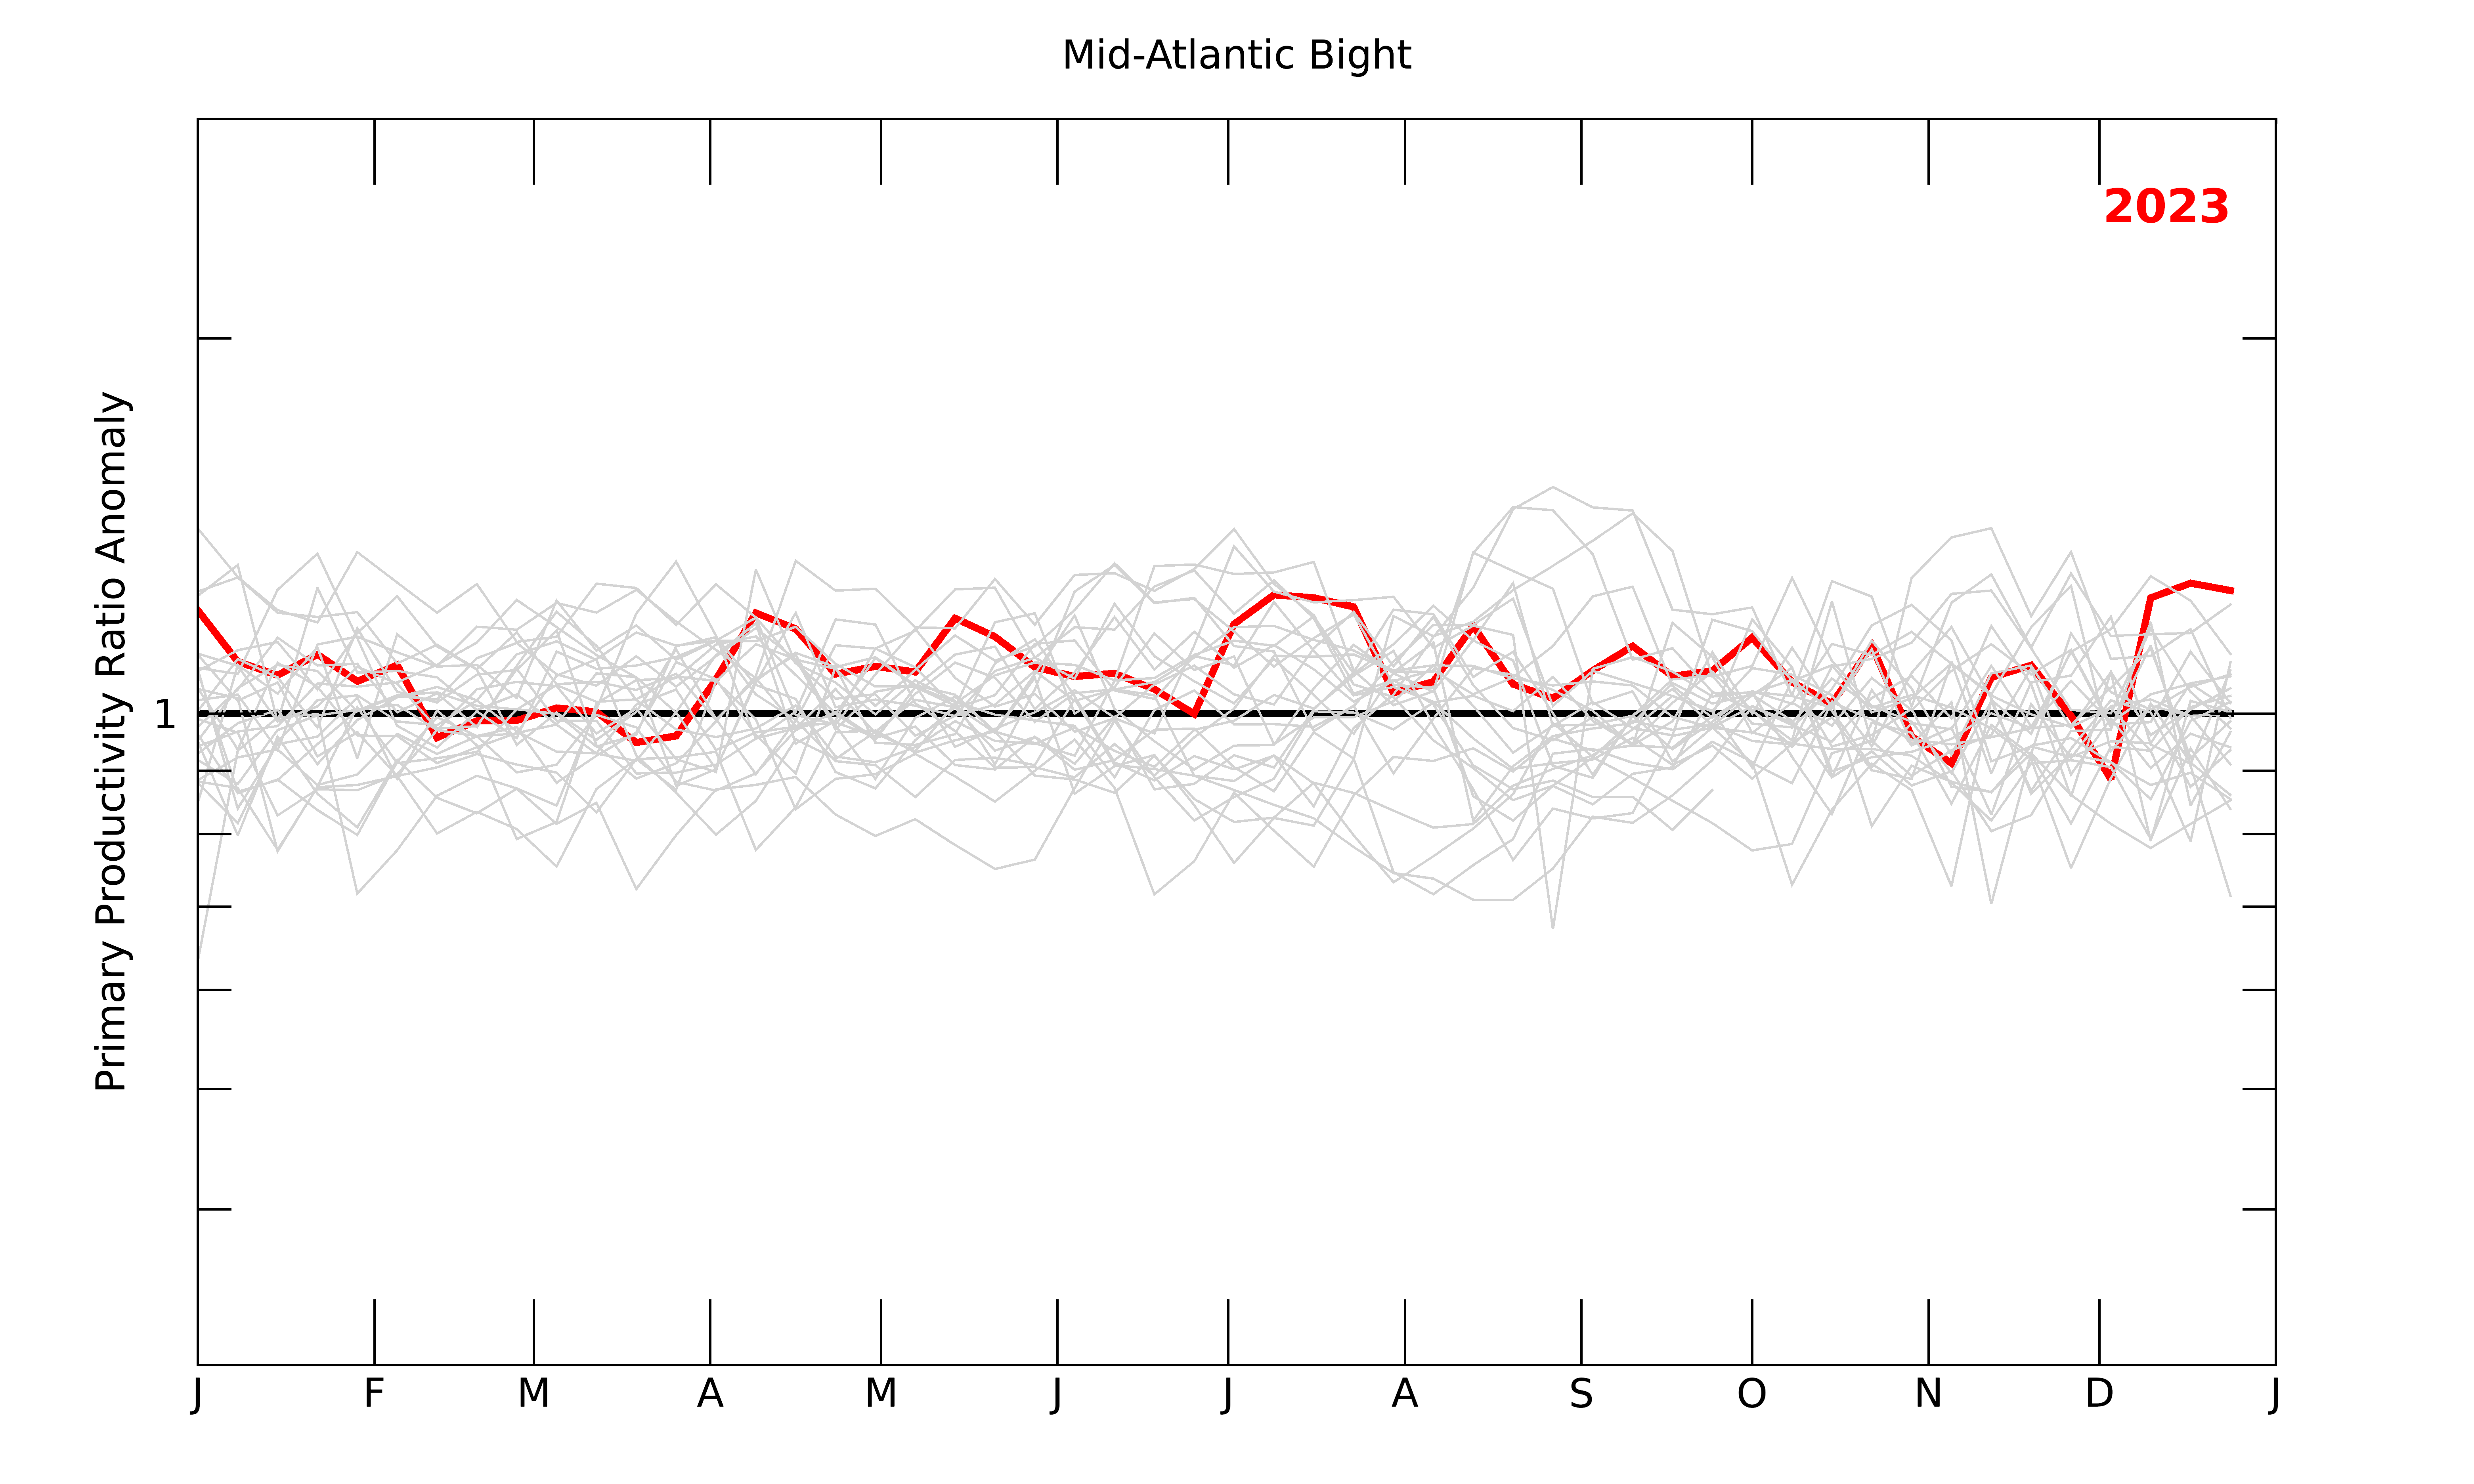 Mid-Atlantic Bight
2023
Primary Productivity Ratio Anomaly
1
J F M A M J J A S O N D J